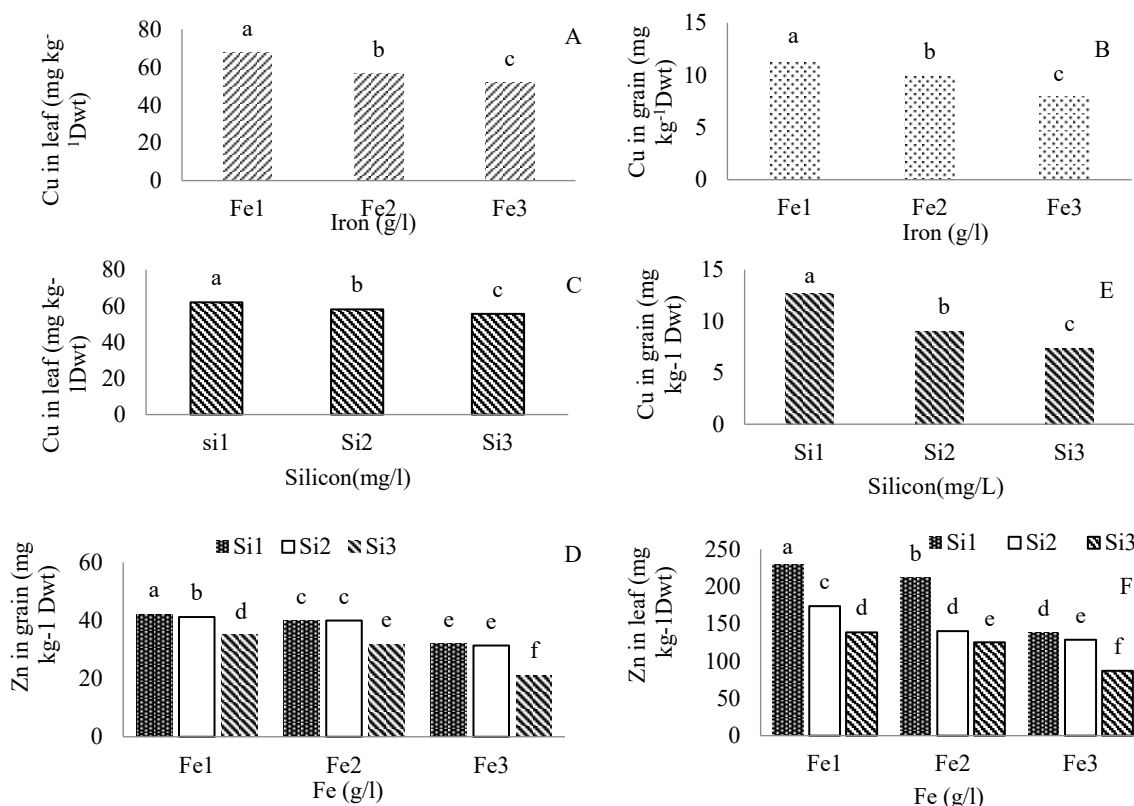 A
Cu in leaf (mg kg-
1Dwt)
80
60
40
20
0
a
b
c
Fe1
Fe2
Fe3
Iron (g/l)
B
Cu in grain (mg
kg-1Dwt)
15
10
5
0
a
b
c
Fe1
Fe2
Fe3
Iron (g/l)
C
Cu in leaf (mg kg-
1Dwt)
80
60
40
20
0
a
b
c
si1
Si2
Si3
Silicon(mg/l)
E
Cu in grain (mg
kg-1 Dwt)
15
10
5
0
a
b
c
Si1
Si2
Si3
Silicon(mg/L)
Si1
Si2
Si3
D
Zn in grain (mg
kg-1 Dwt)
60
40
20
0
a
b
d
c
c
e
e
e
f
Fe1
Fe2
Fe3
Fe (g/l)
Si1
Si2
Si3
F
Zn in leaf (mg
kg-1Dwt)
250
200
150
100
50
0
a
c
d
b
d
e
d
e
f
Fe1
Fe2
Fe3
Fe (g/l)